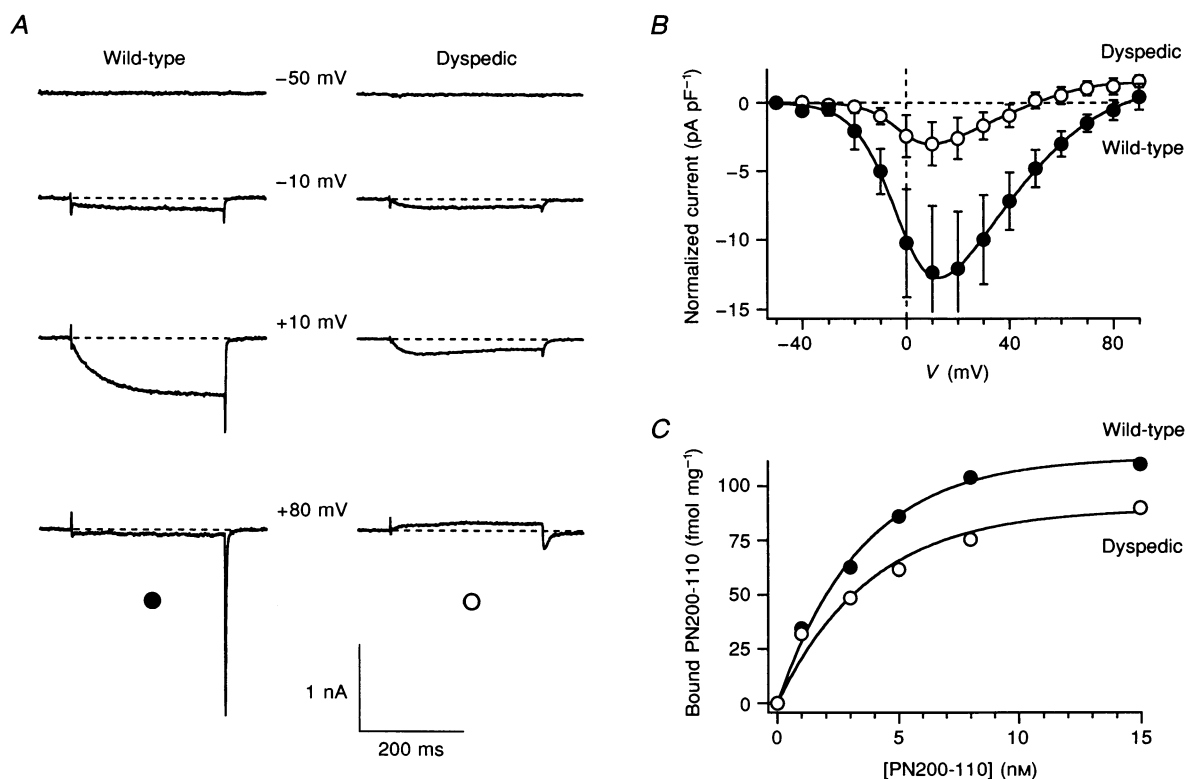 A
Wild-type
Dyspedic
−50 mV
−10 mV
+10 mV
+80 mV
1 nA
200 ms
B
Dyspedic
Wild-type
Normalized current (pA pF⁻¹)
0
−5
−10
−15
−40 0 40 80
V (mV)
C
Wild-type
Dyspedic
Bound PN200-110 (fmol mg⁻¹)
100
75
50
25
0
0 5 10 15
[PN200-110] (nM)